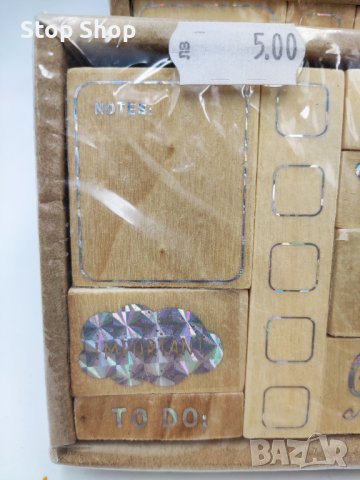 Stop Shop
ЛВ 5.00
NOTES:
TO DO:
BAZAR